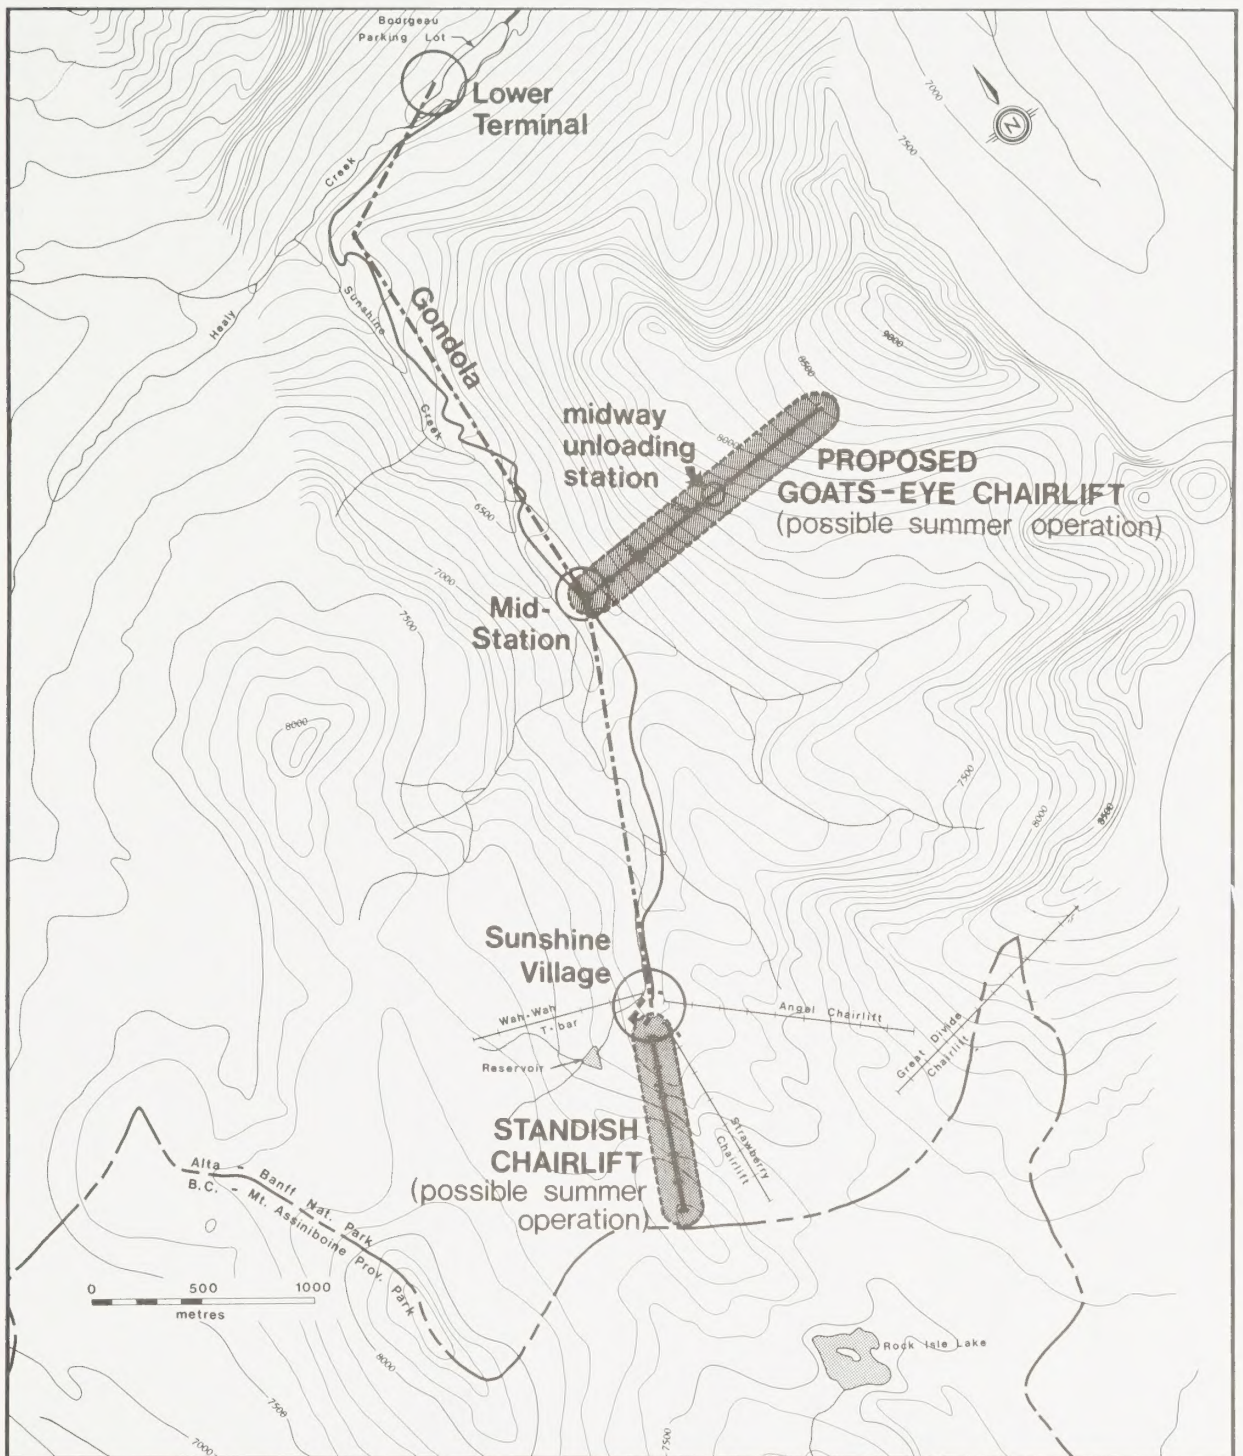 Bourgeau
Parking Lot
Lower
Terminal
7000
7500
N
Creek
Healy
Sunshine
Creek
Gondola
9000
8500
8000
midway
unloading
station
PROPOSED
GOATS-EYE CHAIRLIFT
(possible summer operation)
6500
7000
7500
Mid-
Station
8000
7500
8000
8500
Sunshine
Village
Wah-Wah
T-bar
Angel Chairlift
Great Divide
Chairlift
Reservoir
Strawberry
Chairlift
STANDISH
CHAIRLIFT
(possible summer
operation)
Alta - Banff Nat. Park
B.C. - Mt. Assiniboine Prov. Park
0 500 1000
metres
Rock Isle Lake
8000
7500
7000
7500